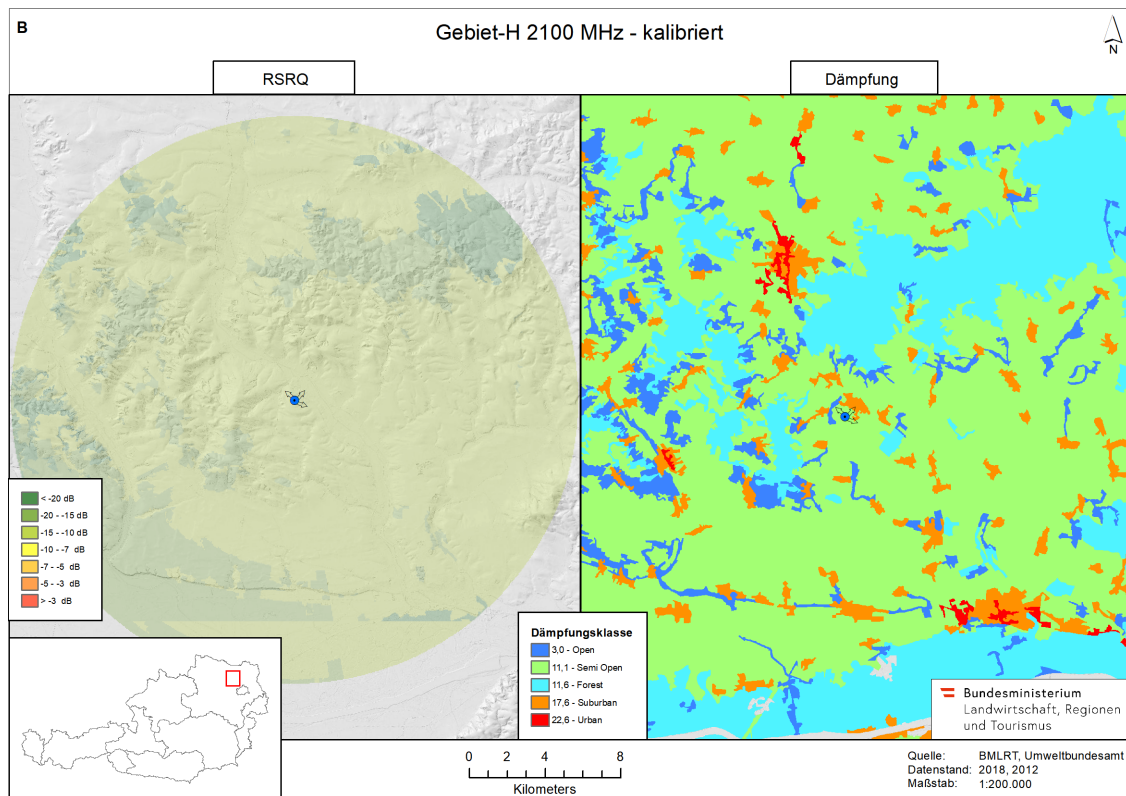 B
Gebiet-H 2100 MHz - kalibriert
N
RSRQ
Dämpfung
< -20 dB
-20 - -15 dB
-15 - -10 dB
-10 - -7 dB
-7 - -5 dB
-5 - -3 dB
> -3 dB
Dämpfungsklasse
3,0 - Open
11,1 - Semi Open
11,6 - Forest
17,6 - Suburban
22,6 - Urban
Bundesministerium
Landwirtschaft, Regionen
und Tourismus
0 2 4 8
Kilometers
Quelle: BMLRT, Umweltbundesamt
Datenstand: 2018, 2012
Maßstab: 1:200.000